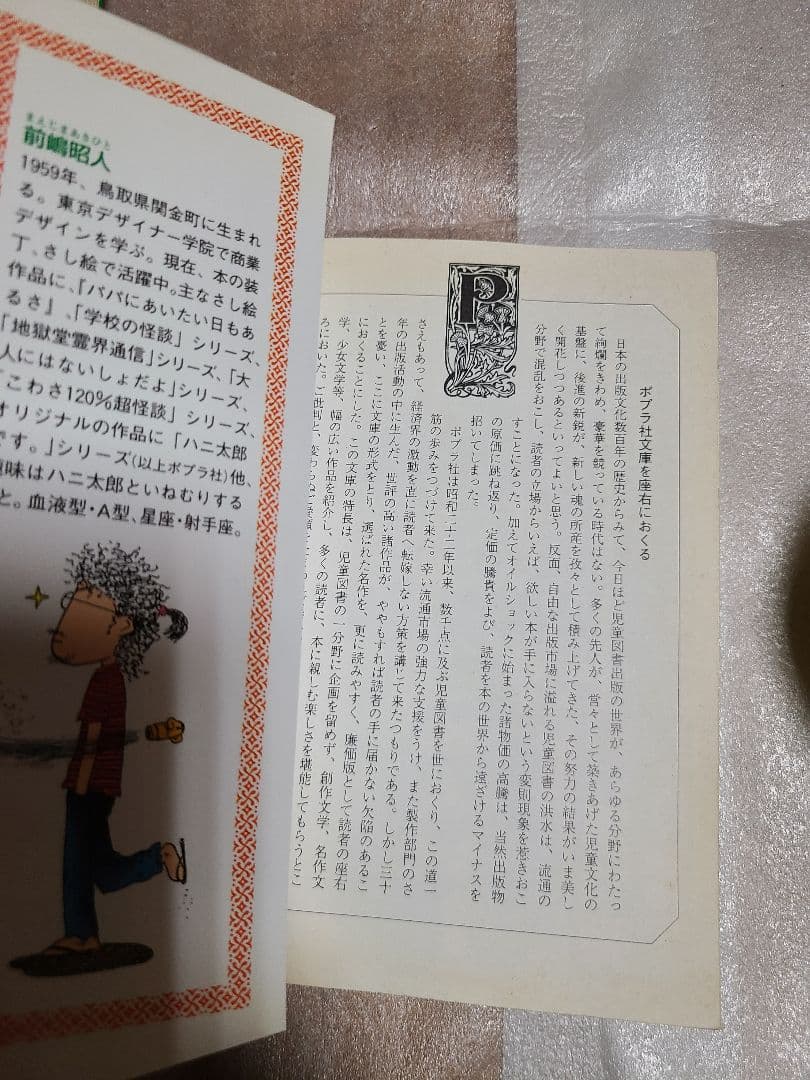 まえじまあきひと
前嶋昭人
1959年、鳥取県関金町に生まれ
る。東京デザイナー学院で商業
デザインを学ぶ。現在、本の装
丁、さし絵で活躍中。主なさし絵
作品に、『パパにあいたい日もあ
るさ』、「学校の怪談」シリーズ、
「地獄堂霊界通信」シリーズ、「大
人にはないしょだよ」シリーズ、
「こわさ120%超怪談」シリーズ、
オリジナルの作品に「ハニ太郎
です。」シリーズ(以上ポプラ社)他、
趣味はハニ太郎といねむりする
と。血液型・A型、星座・射手座。
P
ポプラ社文庫を座右におくる
日本の出版文化数百年の歴史からみて、今日ほど児童図書出版の世界が、あらゆる分野にわたっ
て絢爛をきわめ、豪華を競っている時代はない。多くの先人が、営々として築きあげた児童文化の
基盤に、後進の新鋭が、新しい魂の所産を孜々として積み上げてきた、その努力の結果がいま美し
く開花しつつあるといってよいと思う。反面、自由な出版市場に溢れる児童図書の洪水は、流通の
分野で混乱をおこし、読者の立場からいえば、欲しい本が手に入らないという変則現象を惹きおこ
すことになった。加えてオイルショックに始まった諸物価の高騰は、当然出版物
の原価に跳ね返り、定価の騰貴をよび、読者を本の世界から遠ざけるマイナスを
招いてしまった。
ポプラ社は昭和二十二年以来、数千点に及ぶ児童図書を世におくり、この道一
筋の歩みをつづけて来た。幸い流通市場の強力な支援をうけ、また製作部門のさ
さえもあって、経済界の激動を直に読者へ転嫁しない方策を講じて来たつもりである。しかし三十
年の出版活動の中に生んだ、世評の高い諸作品が、ややもすれば読者の手に届かない欠陥のあるこ
とを憂い、ここに文庫の形式をとり、選ばれた名作を、更に読みやすく、廉価版として読者の座右
におくることにした。この文庫の特長は、児童図書の一分野に企画を留めず、創作文学、名作文
学、少女文学等、幅の広い作品を紹介し、多くの読者に、本に親しむ楽しさを堪能してもらうとこ
ろにおいた。ご批判と、変わらぬご